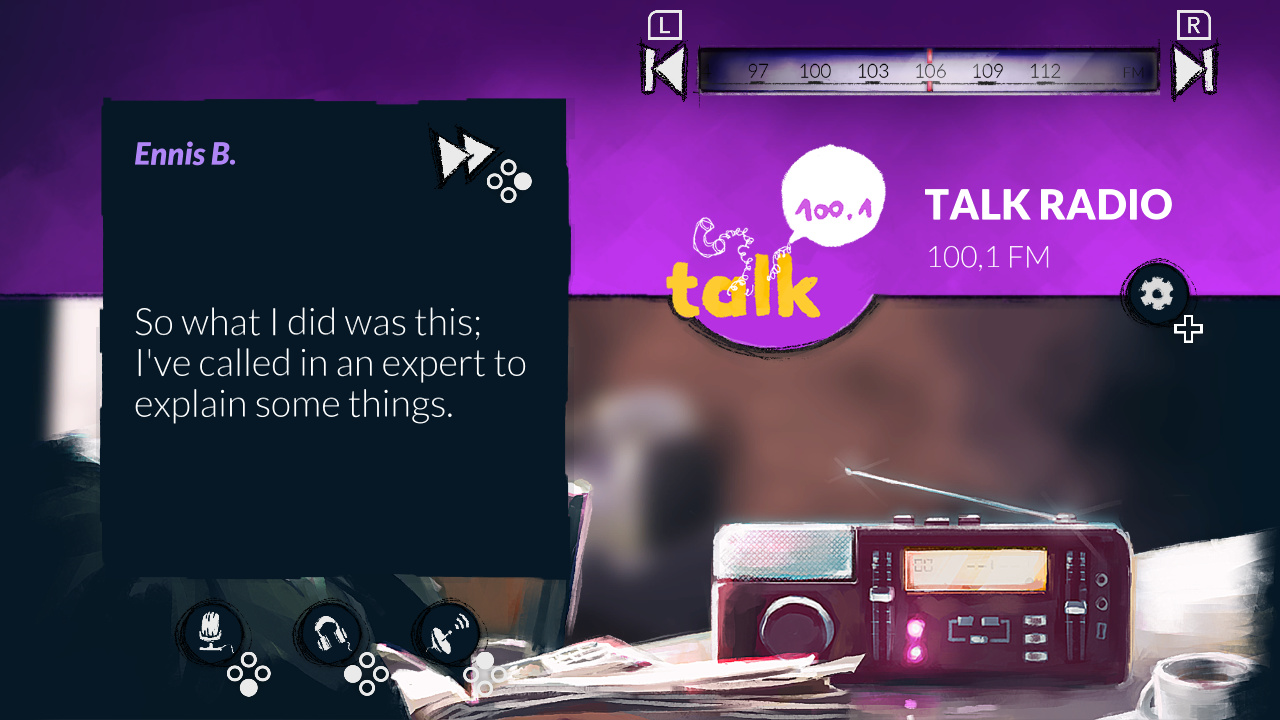 L
R
97 100 103 106 109 112 FM
Ennis B.
100,1
talk
TALK RADIO
100,1 FM
So what I did was this;
I've called in an expert to
explain some things.